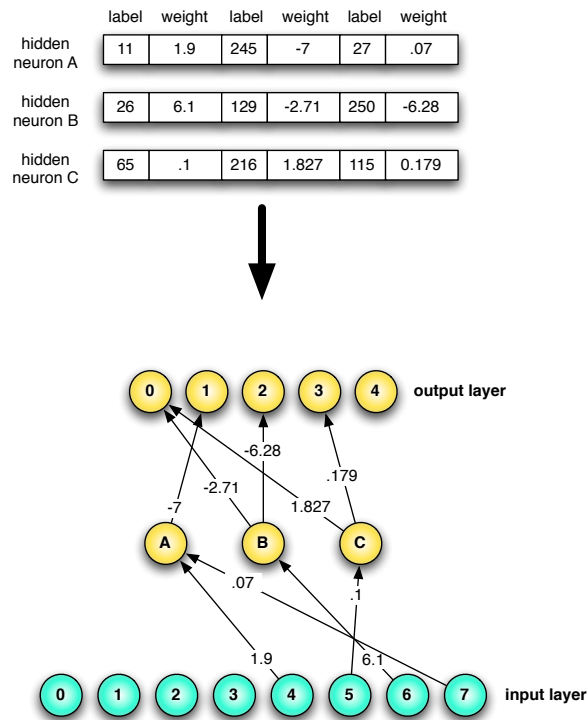 label weight label weight label weight
hidden neuron A 11 1.9 245 -7 27 .07
hidden neuron B 26 6.1 129 -2.71 250 -6.28
hidden neuron C 65 .1 216 1.827 115 0.179
0 1 2 3 4 output layer
-6.28
.179
-2.71
-7 1.827
A B C
.07
.1
1.9 6.1
0 1 2 3 4 5 6 7 input layer